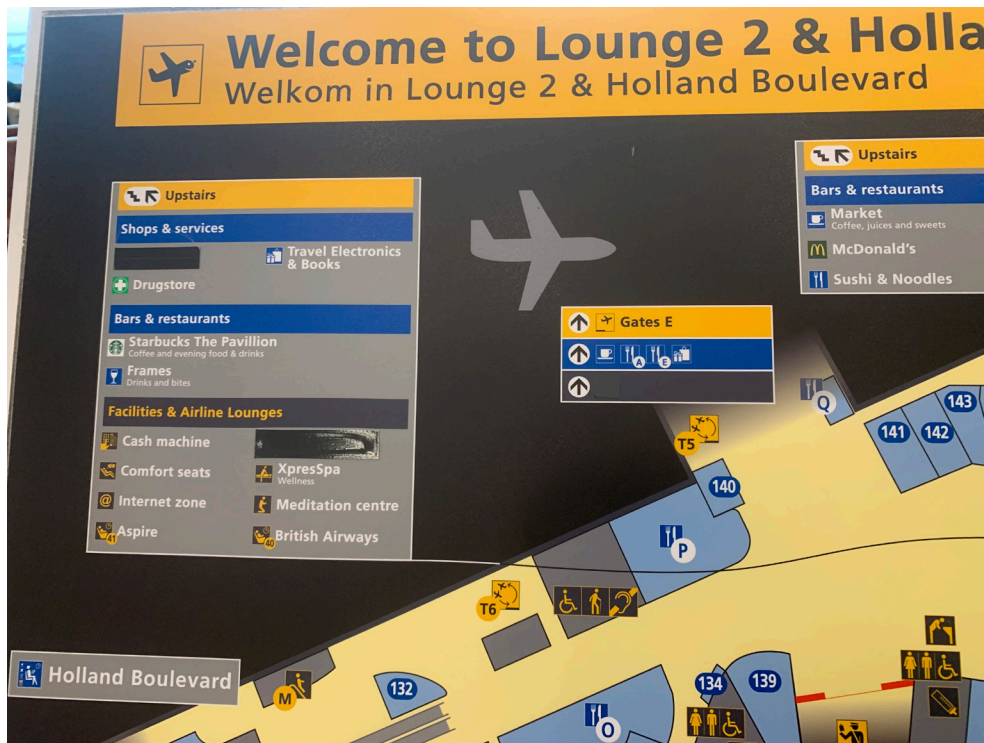 Welcome to Lounge 2 & Holla
Welkom in Lounge 2 & Holland Boulevard
Upstairs
Shops & services
Travel Electronics
& Books
Drugstore
Bars & restaurants
Starbucks The Pavillion
Coffee and evening food & drinks
Frames
Drinks and bites
Facilities & Airline Lounges
Cash machine
Comfort seats
XpresSpa
Wellness
@ Internet zone
Meditation centre
41 Aspire
40 British Airways
Upstairs
Bars & restaurants
Market
Coffee, juices and sweets
McDonald's
Sushi & Noodles
Gates E
A E
Q
143
142
141
T5
140
P
T6
Holland Boulevard
M
132
134
139
O